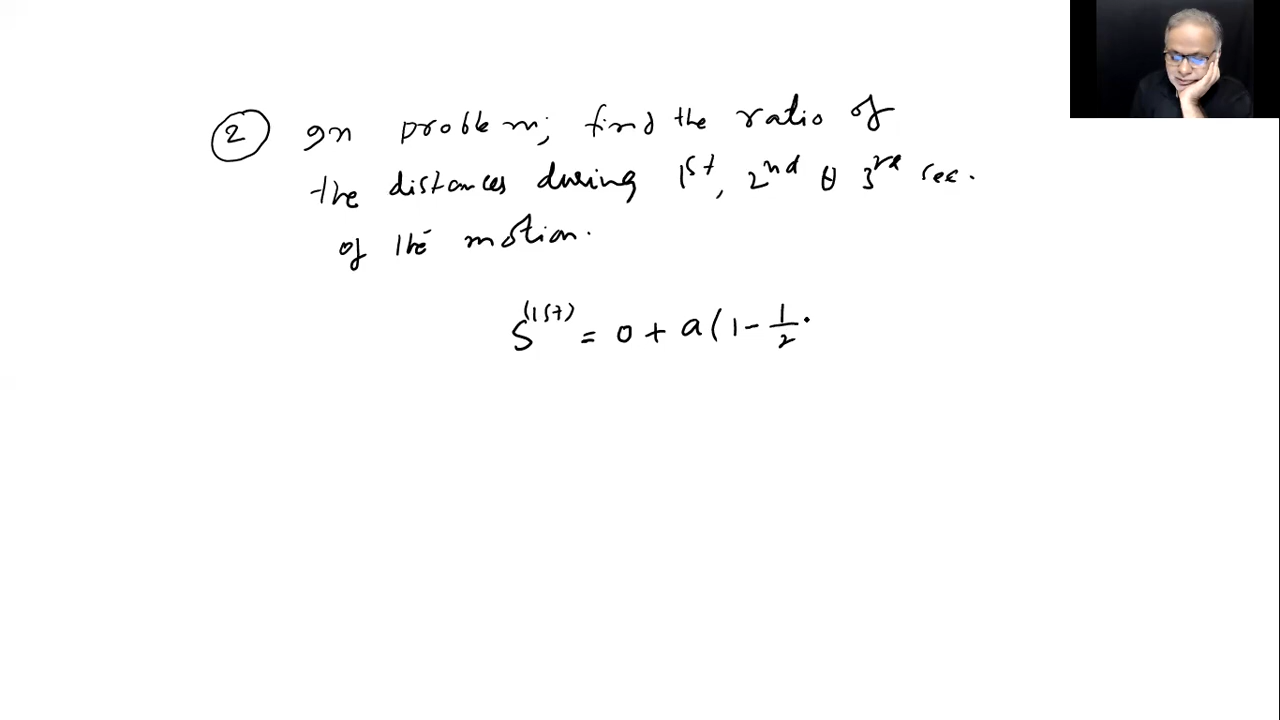 ② In problem, find the ratio of
the distances during 1st, 2nd & 3rd sec.
of the motion.
S^(1st) = 0 + a(1 - 1/2